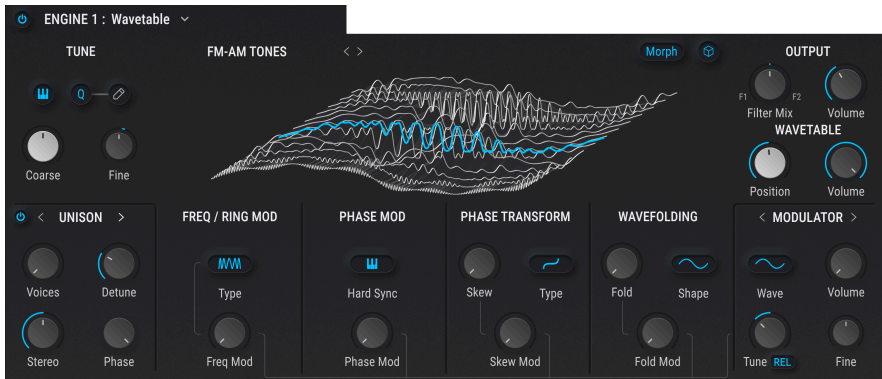 ENGINE 1 : Wavetable
TUNE
FM-AM TONES
Morph
OUTPUT
Q
F1
F2
Filter Mix
Volume
WAVETABLE
Coarse
Fine
Position
Volume
UNISON
FREQ / RING MOD
PHASE MOD
PHASE TRANSFORM
WAVEFOLDING
MODULATOR
Voices
Detune
Type
Hard Sync
Skew
Type
Fold
Shape
Wave
Volume
Stereo
Phase
Freq Mod
Phase Mod
Skew Mod
Fold Mod
Tune REL
Fine